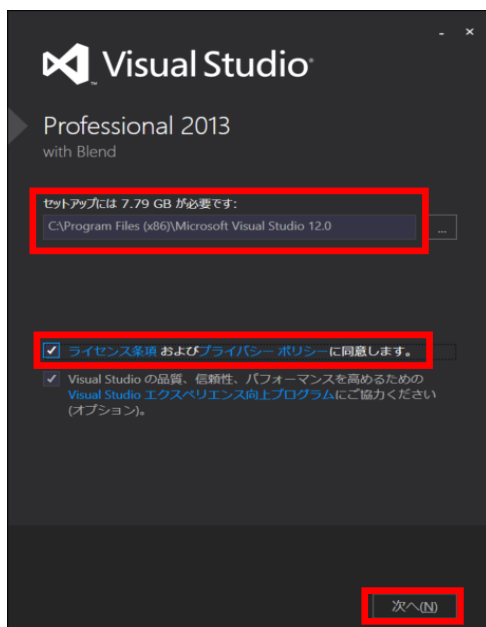 Visual Studio
Professional 2013
with Blend
セットアップには 7.79 GB が必要です:
C:\Program Files (x86)\Microsoft Visual Studio 12.0
...
ライセンス条項 およびプライバシー ポリシーに同意します。
Visual Studio の品質、信頼性、パフォーマンスを高めるための
Visual Studio エクスペリエンス向上プログラムにご協力ください
(オプション)。
次へ(N)